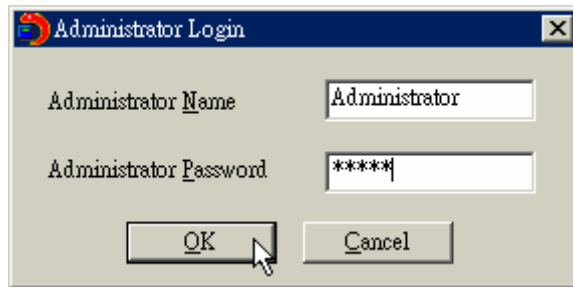 Administrator Login
Administrator Name Administrator
Administrator Password *****
OK Cancel